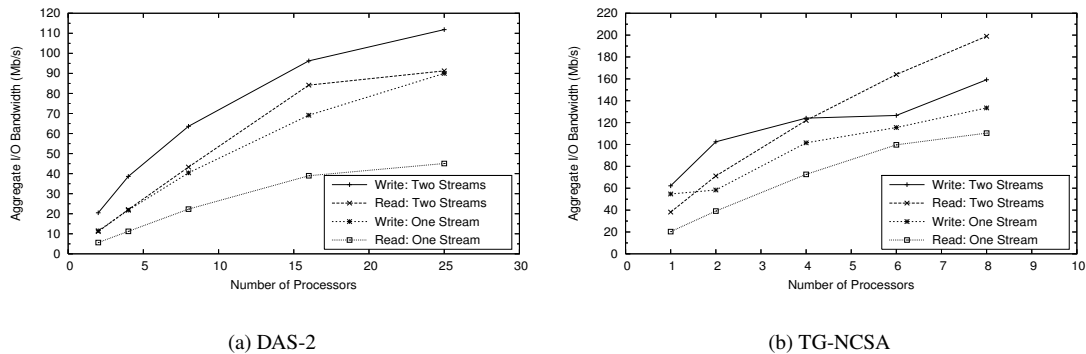 Aggregate I/O Bandwidth (Mb/s)
120
110
100
90
80
70
60
50
40
30
20
10
0
0 5 10 15 20 25 30
Number of Processors
Write: Two Streams
Read: Two Streams
Write: One Stream
Read: One Stream
(a) DAS-2
Aggregate I/O Bandwidth (Mb/s)
220
200
180
160
140
120
100
80
60
40
20
0
0 1 2 3 4 5 6 7 8 9 10
Number of Processors
Write: Two Streams
Read: Two Streams
Write: One Stream
Read: One Stream
(b) TG-NCSA